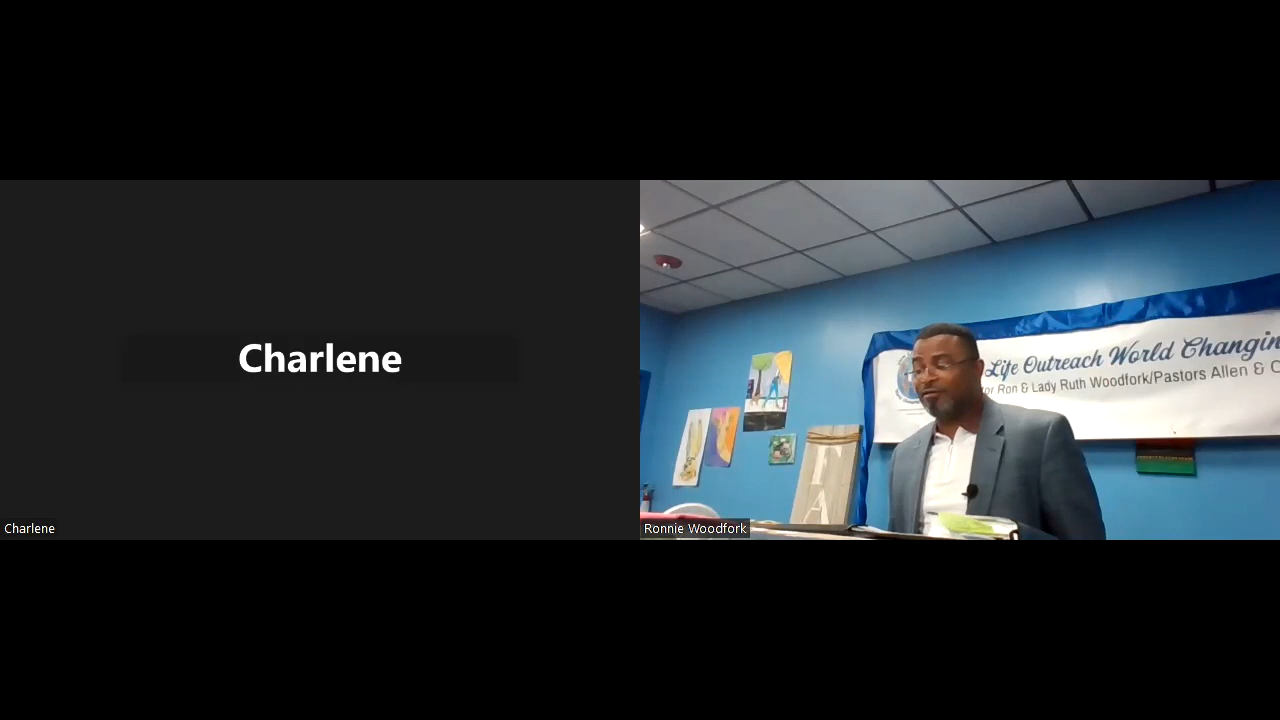 Charlene
Charlene
Life Outreach World Changin
tor Ron & Lady Ruth Woodfork/Pastors Allen & C
Ronnie Woodfork